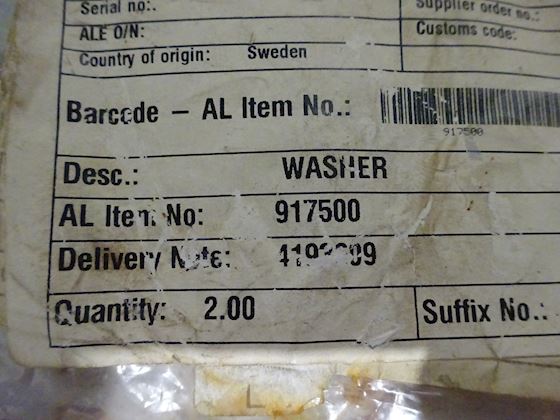 Serial no:.
Supplier order no.:
ALE O/N:
Customs code:
Country of origin: Sweden
Barcode – AL Item No.:
917500
Desc.: WASHER
AL Item No: 917500
Delivery Note:
Quantity: 2.00
Suffix No.: